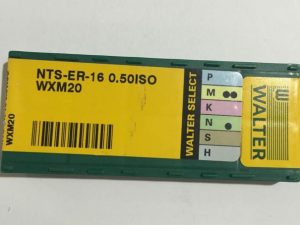 NTS-ER-16 0.50ISO
WXM20
WXM20
WALTER SELECT
P
M
K
N
S
H
WALTER